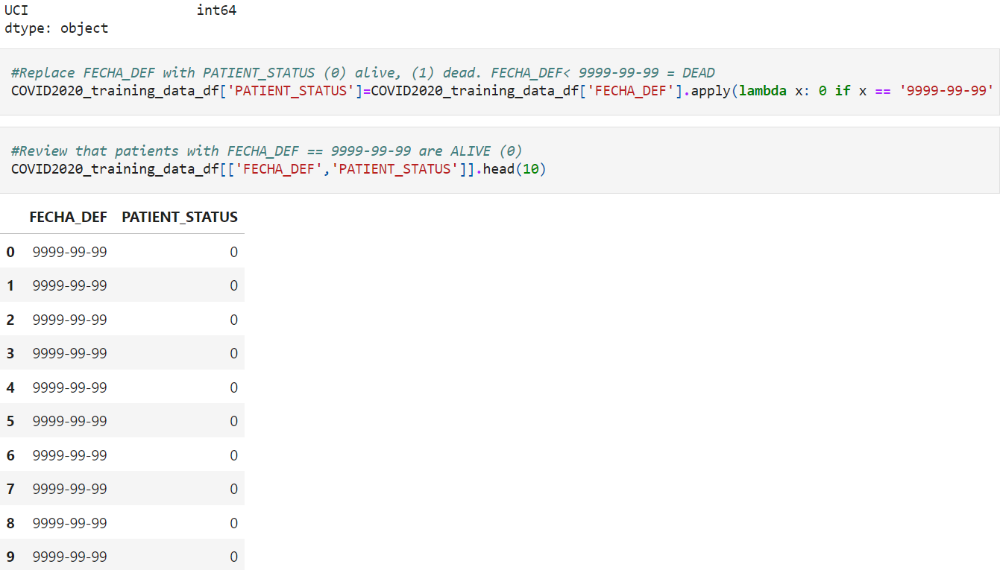 UCI int64
dtype: object
#Replace FECHA_DEF with PATIENT_STATUS (0) alive, (1) dead. FECHA_DEF< 9999-99-99 = DEAD
COVID2020_training_data_df['PATIENT_STATUS']=COVID2020_training_data_df['FECHA_DEF'].apply(lambda x: 0 if x == '9999-99-99'
#Review that patients with FECHA_DEF == 9999-99-99 are ALIVE (0)
COVID2020_training_data_df[['FECHA_DEF','PATIENT_STATUS']].head(10)
FECHA_DEF PATIENT_STATUS
0 9999-99-99 0
1 9999-99-99 0
2 9999-99-99 0
3 9999-99-99 0
4 9999-99-99 0
5 9999-99-99 0
6 9999-99-99 0
7 9999-99-99 0
8 9999-99-99 0
9 9999-99-99 0